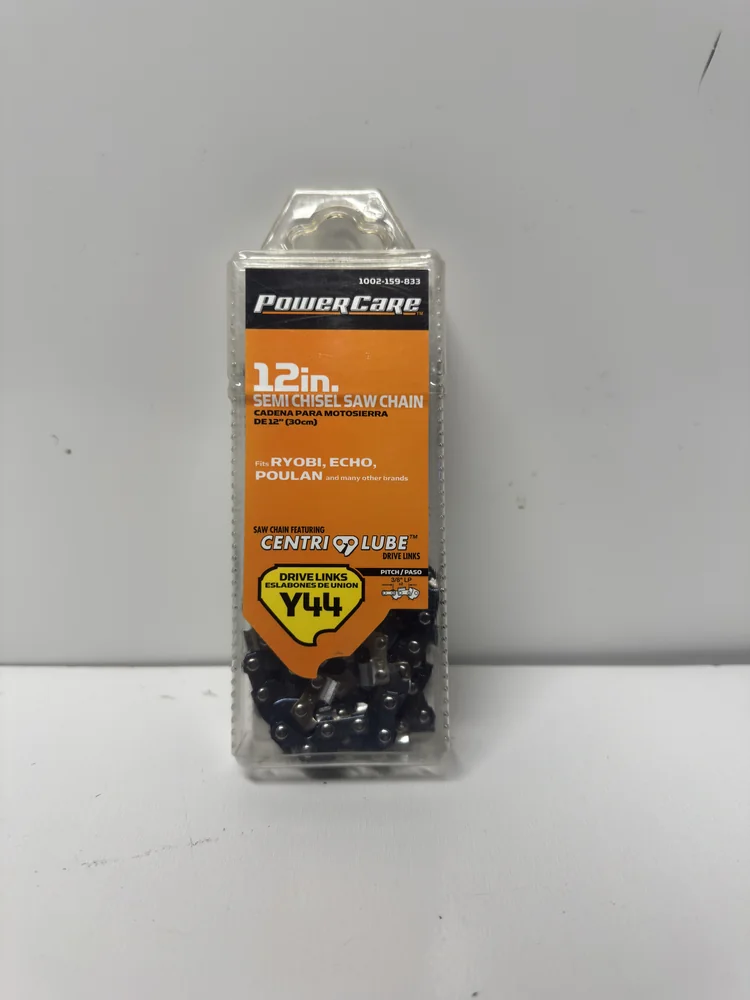 1002-159-833
PowerCare™
12in.
SEMI CHISEL SAW CHAIN
CADENA PARA MOTOSIERRA
DE 12" (30cm)
Fits RYOBI, ECHO,
POULAN and many other brands
SAW CHAIN FEATURING
CENTRI LUBE™
DRIVE LINKS
PITCH/PASO
3/8" LP
DRIVE LINKS
ESLABONES DE UNION
Y44